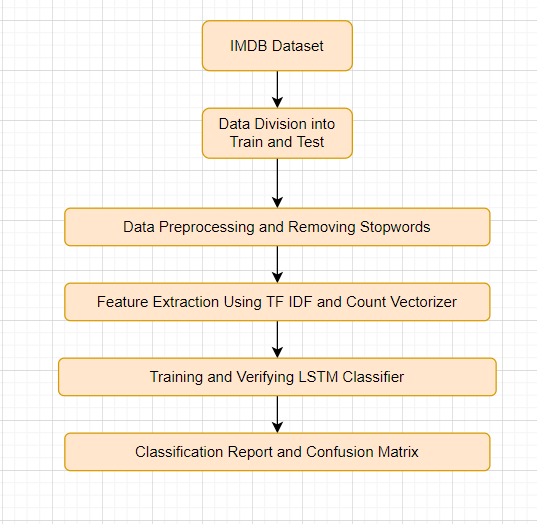 IMDB Dataset
Data Division into
Train and Test
Data Preprocessing and Removing Stopwords
Feature Extraction Using TF IDF and Count Vectorizer
Training and Verifying LSTM Classifier
Classification Report and Confusion Matrix